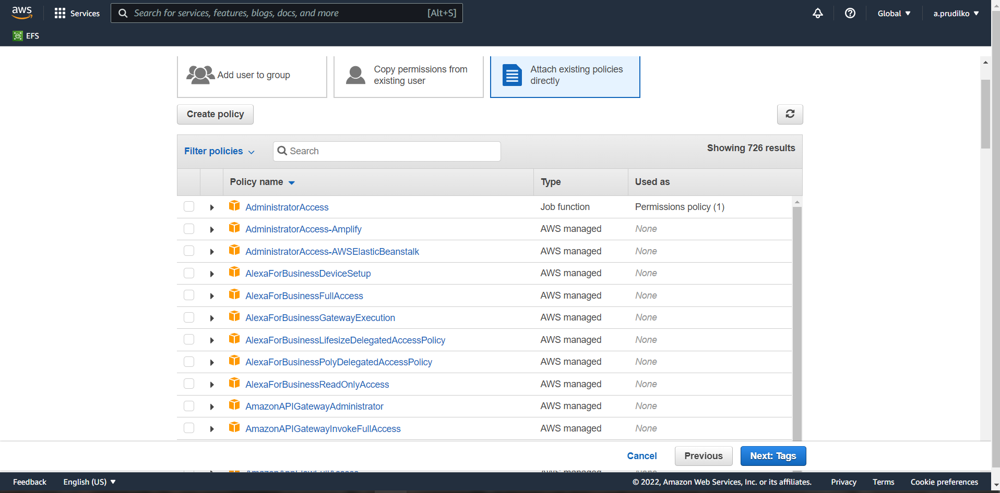 aws Services Search for services, features, blogs, docs, and more [Alt+S] Global a.prudilko
EFS
Add user to group
Copy permissions from
existing user
Attach existing policies
directly
Create policy
Filter policies Search Showing 726 results
Policy name Type Used as
AdministratorAccess Job function Permissions policy (1)
AdministratorAccess-Amplify AWS managed None
AdministratorAccess-AWSElasticBeanstalk AWS managed None
AlexaForBusinessDeviceSetup AWS managed None
AlexaForBusinessFullAccess AWS managed None
AlexaForBusinessGatewayExecution AWS managed None
AlexaForBusinessLifesizeDelegatedAccessPolicy AWS managed None
AlexaForBusinessPolyDelegatedAccessPolicy AWS managed None
AlexaForBusinessReadOnlyAccess AWS managed None
AmazonAPIGatewayAdministrator AWS managed None
AmazonAPIGatewayInvokeFullAccess AWS managed None
Cancel Previous Next: Tags
Feedback English (US) © 2022, Amazon Web Services, Inc. or its affiliates. Privacy Terms Cookie preferences